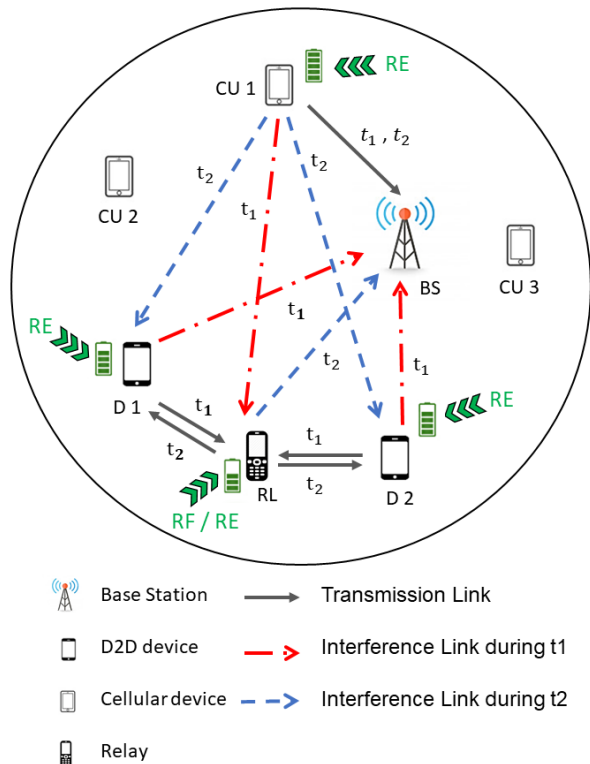 CU 1
RE
t₁ , t₂
t₂
t₂
t₁
CU 2
BS
CU 3
t₁
t₂
t₁
RE
RE
D 1
t₁
t₂
t₁
t₂
RL
D 2
RF / RE
Base Station
Transmission Link
D2D device
Interference Link during t1
Cellular device
Interference Link during t2
Relay